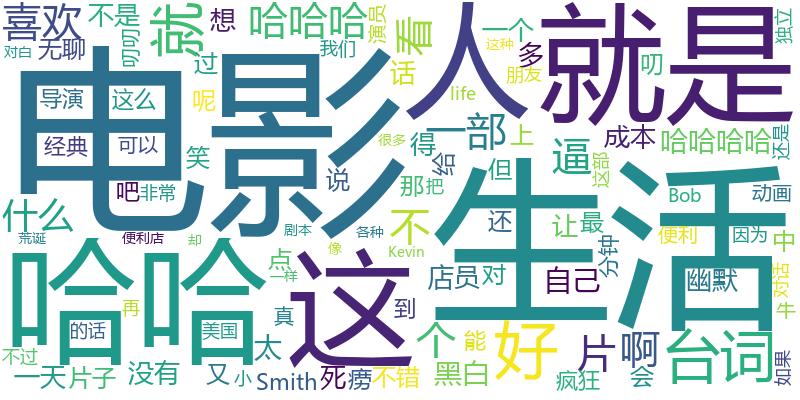 喜欢
不是
就
想
哈哈哈
演员
看
人
一个
就是
独立
对白
无聊
叨叨
过
我们
话
多
这种
朋友
叨
电影
导演
这么
呢
life
经典
可以
笑
很多
一部
上
成本
哈哈哈哈
还是
吧
非常
说
那
得
把
给
但
逼
这部
生活
Bob
动画
什么
不
还
让
最
便利
因为
中
荒诞
便利店
却
剧本
各种
像
Kevin
分钟
哈哈
这
点
一样
店员
对
自己
幽默
对话
再
的话
美国
真
到
个
能
好
片
啊
台词
牛
不过
一天
片子
没有
又
小
太
Smith
死
痨
不错
黑白
疯狂
会
如果